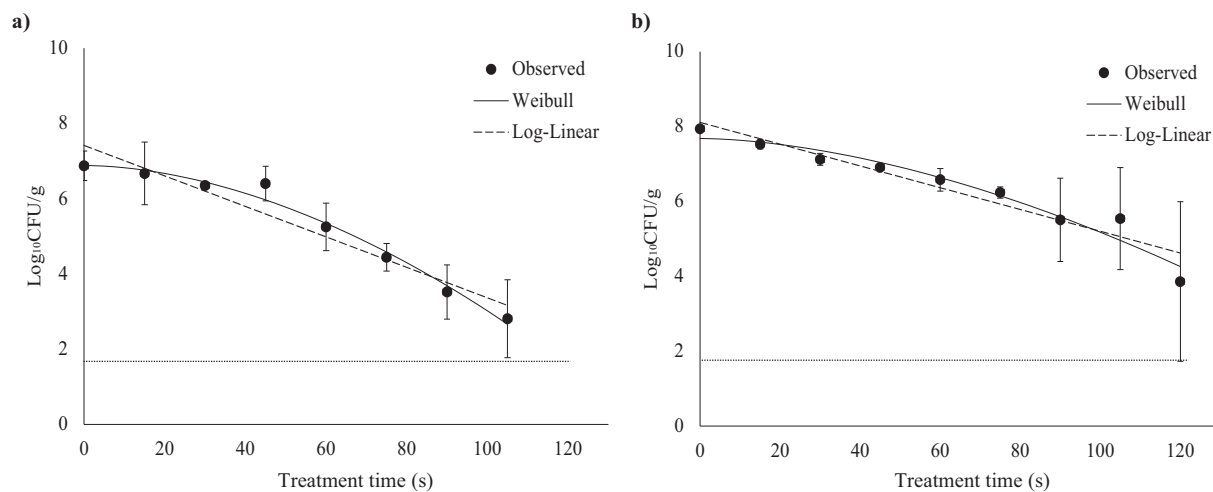 a)
10
8
6
4
2
0
Log₁₀CFU/g
Observed
Weibull
Log-Linear
0 20 40 60 80 100 120
Treatment time (s)
b)
10
8
6
4
2
0
Log₁₀CFU/g
Observed
Weibull
Log-Linear
0 20 40 60 80 100 120
Treatment time (s)